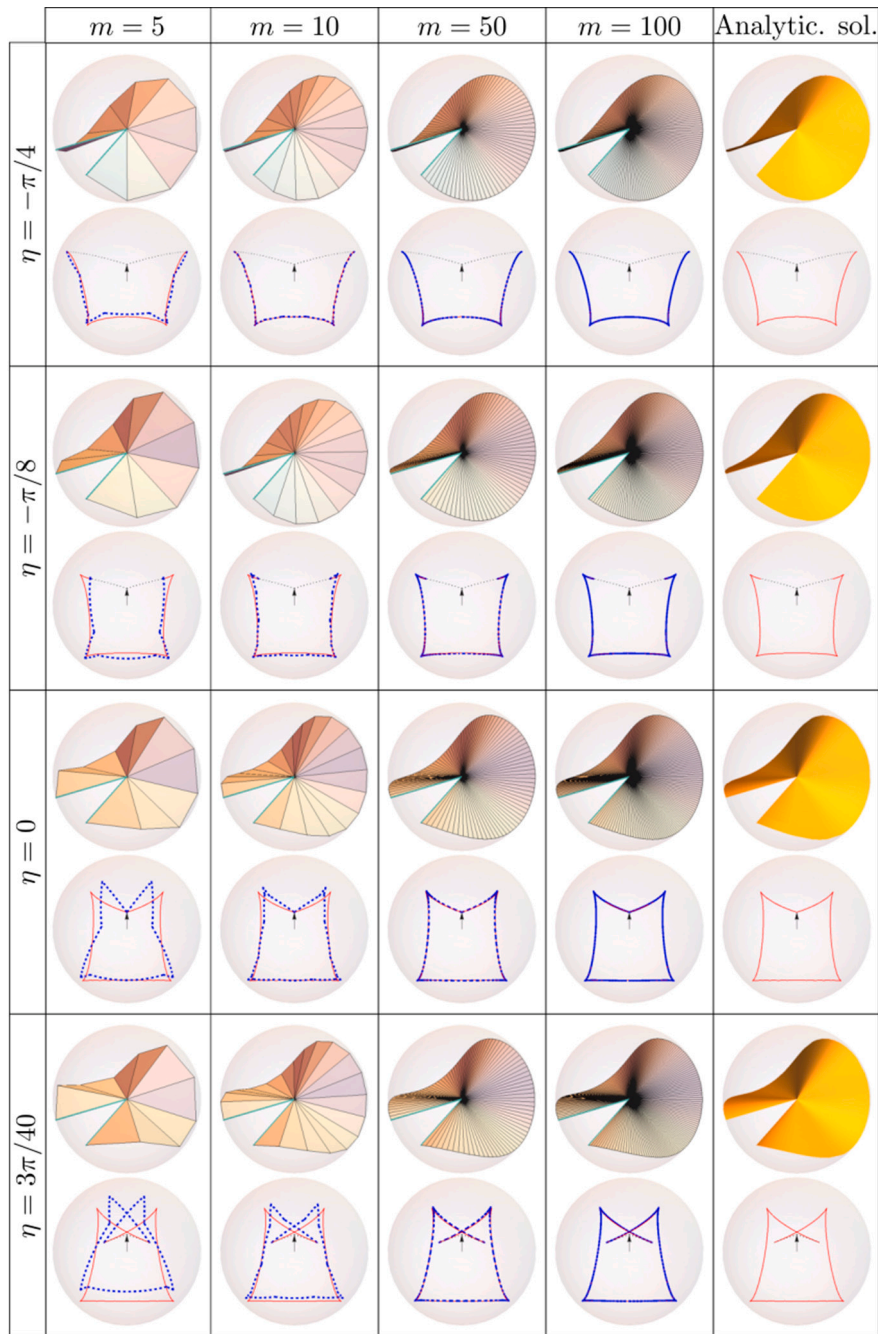 m = 5
m = 10
m = 50
m = 100
Analytic. sol.
η = −π/4
η = −π/8
η = 0
η = 3π/40